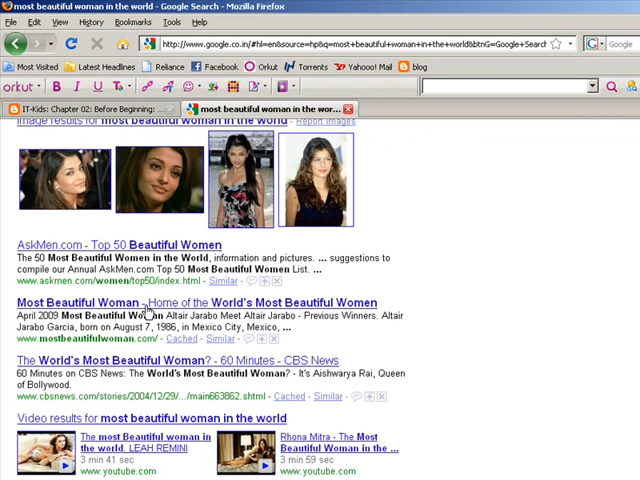 most beautiful woman in the world - Google Search - Mozilla Firefox
File Edit View History Bookmarks Tools Help
http://www.google.co.in/#hl=en&source=hp&q=most+beautiful+woman+in+the+world&btnG=Google+Searc
Most Visited Latest Headlines Reliance Facebook Orkut Torrents Yahoo! Mail blog
orkut B I U T
IT-Kids: Chapter 02: Before Beginning: ... most beautiful woman in the wor...
Image results for most beautiful woman in the world - Report images
AskMen.com - Top 50 Beautiful Women
The 50 Most Beautiful Women in the World, information and pictures. ... suggestions to
compile our Annual AskMen.com Top 50 Most Beautiful Women List. ...
www.askmen.com/women/top50/index.html - Similar -
Most Beautiful Woman - Home of the World's Most Beautiful Women
April 2009 Most Beautiful Woman Altair Jarabo Meet Altair Jarabo - Previous Winners. Altair
Jarabo Garcia, born on August 7, 1986, in Mexico City, Mexico, ...
www.mostbeautifulwoman.com/ - Cached - Similar -
The World's Most Beautiful Woman? - 60 Minutes - CBS News
60 Minutes on CBS News: The World's Most Beautiful Woman? - It's Aishwarya Rai, Queen
of Bollywood.
www.cbsnews.com/stories/2004/12/29/.../main663862.shtml - Cached - Similar -
Video results for most beautiful woman in the world
The most Beautiful woman in
the world. LEAH REMINI
3 min 41 sec
www.youtube.com
Rhona Mitra - The Most
Beautiful Woman in the ...
3 min 59 sec
www.youtube.com